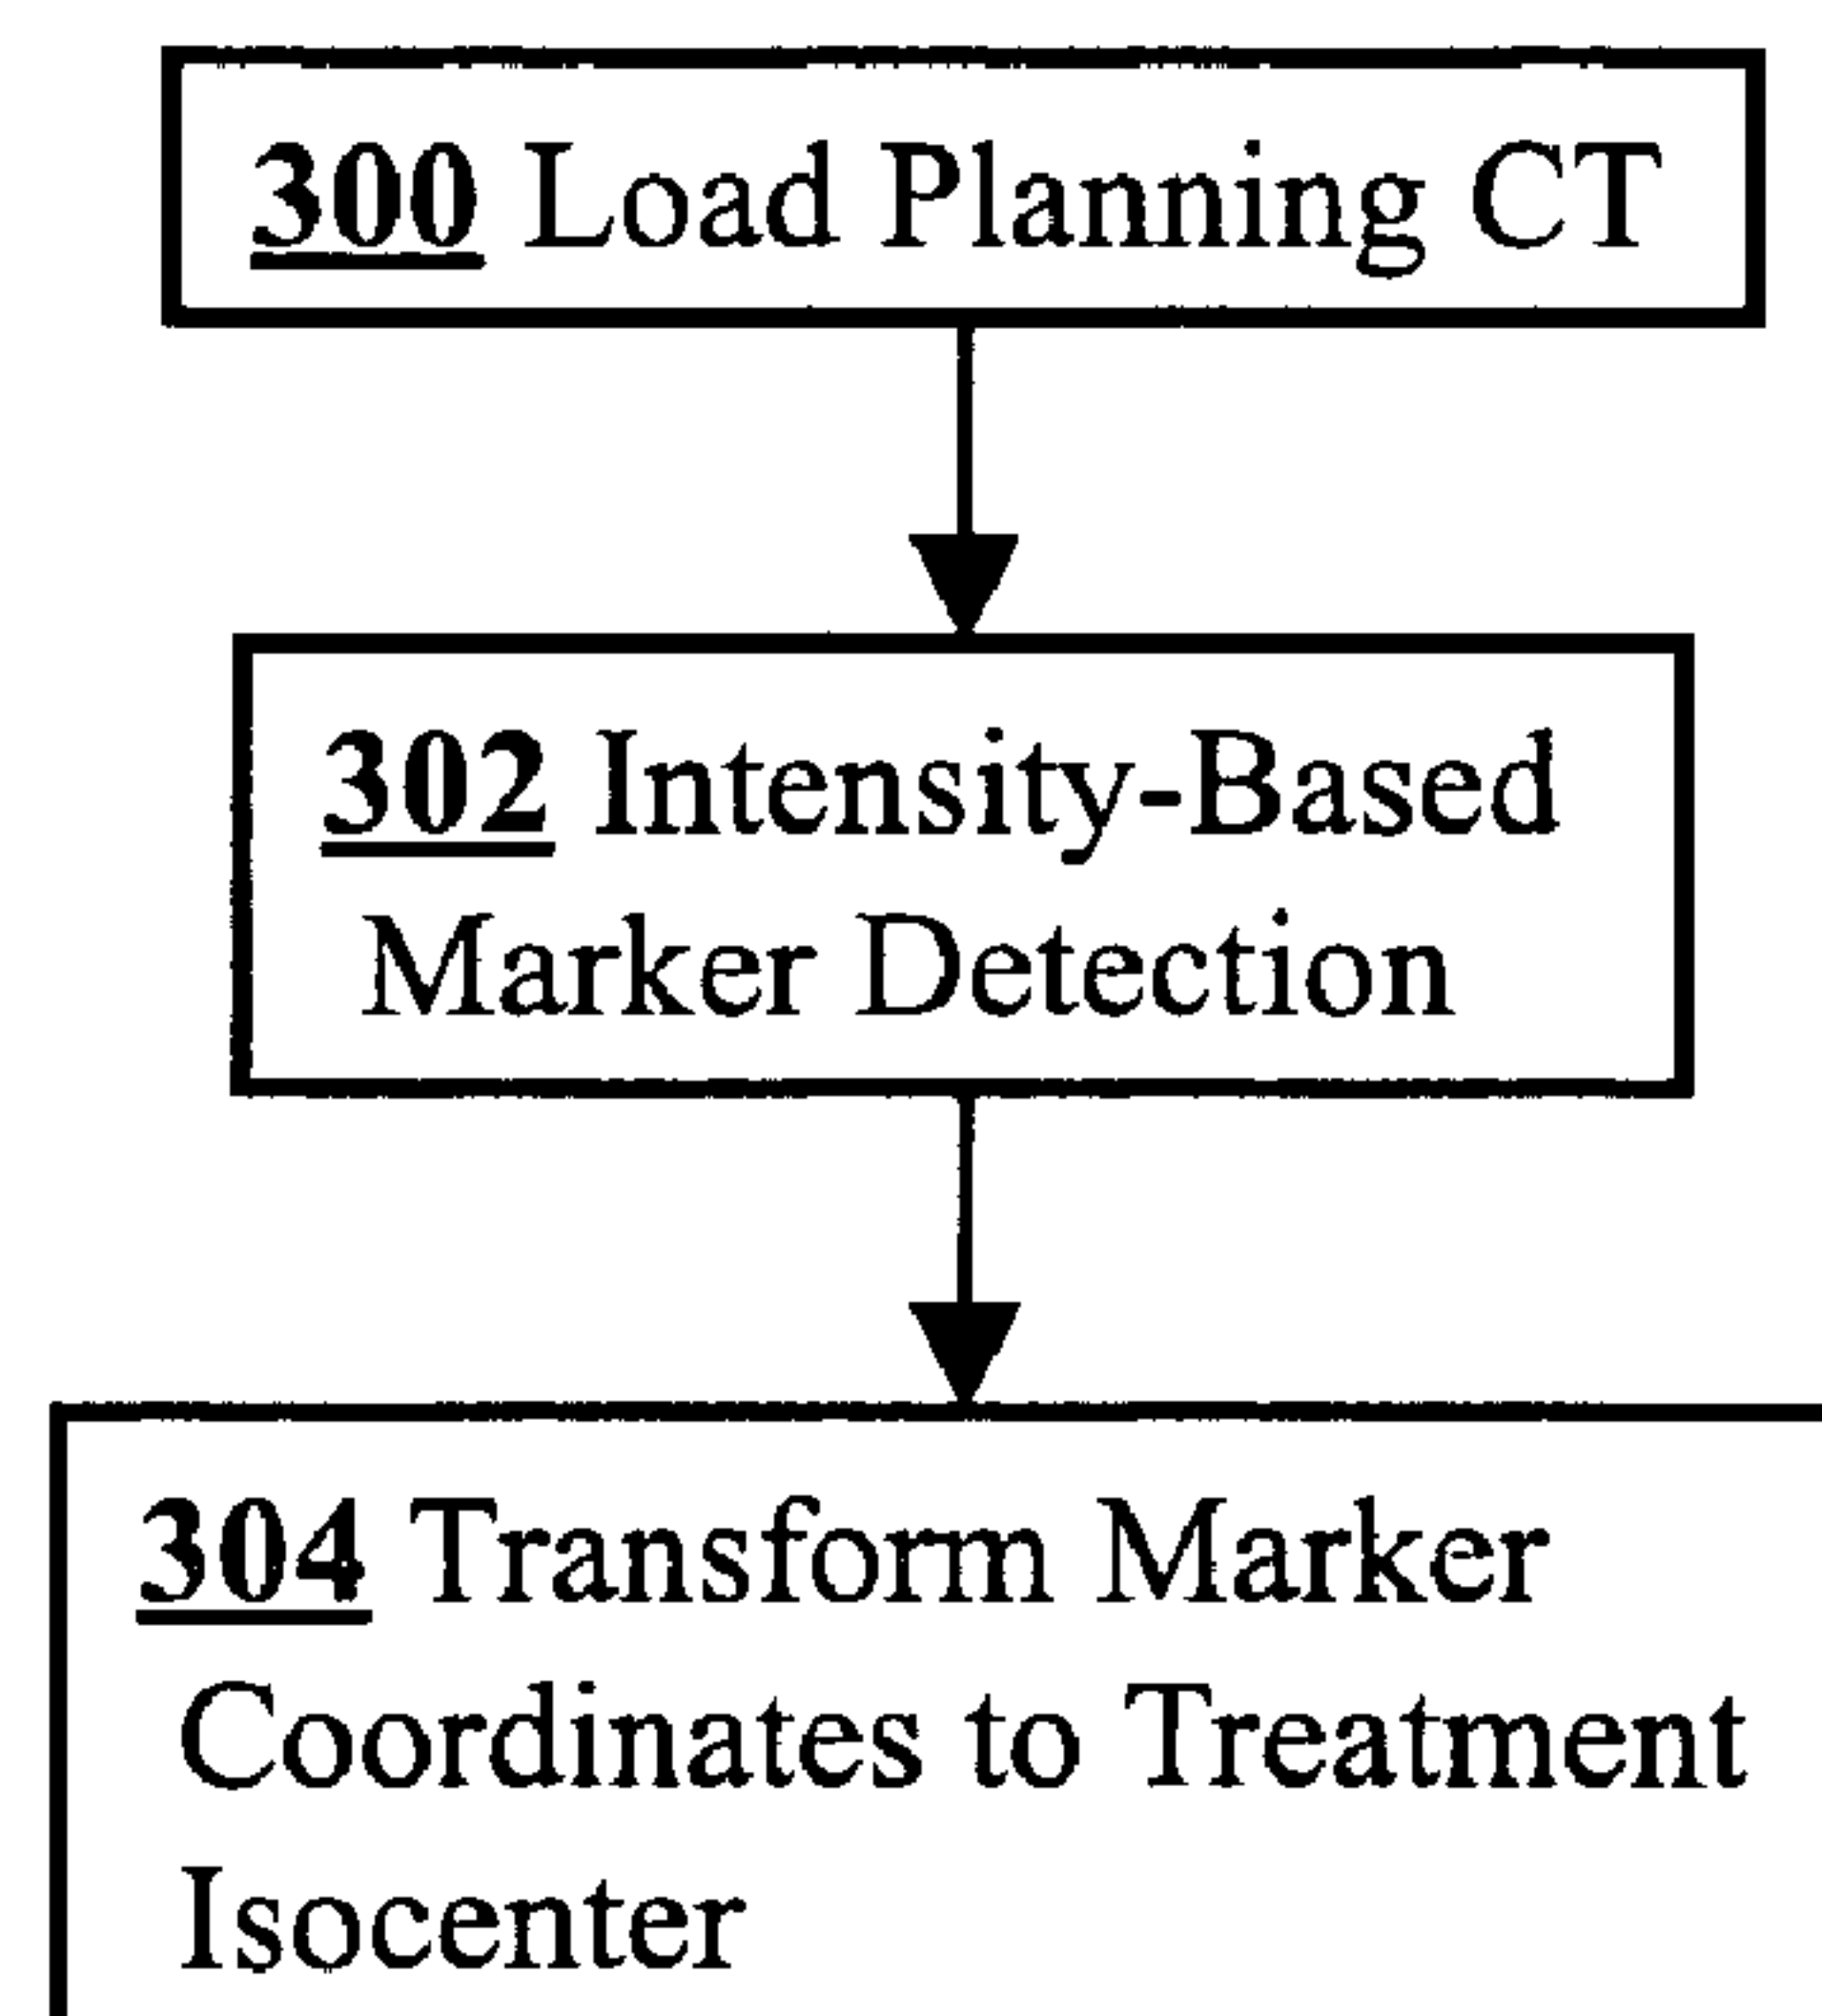 300 Load Planning CT
302 Intensity-Based
Marker Detection
304 Transform Marker
Coordinates to Treatment
Isocenter